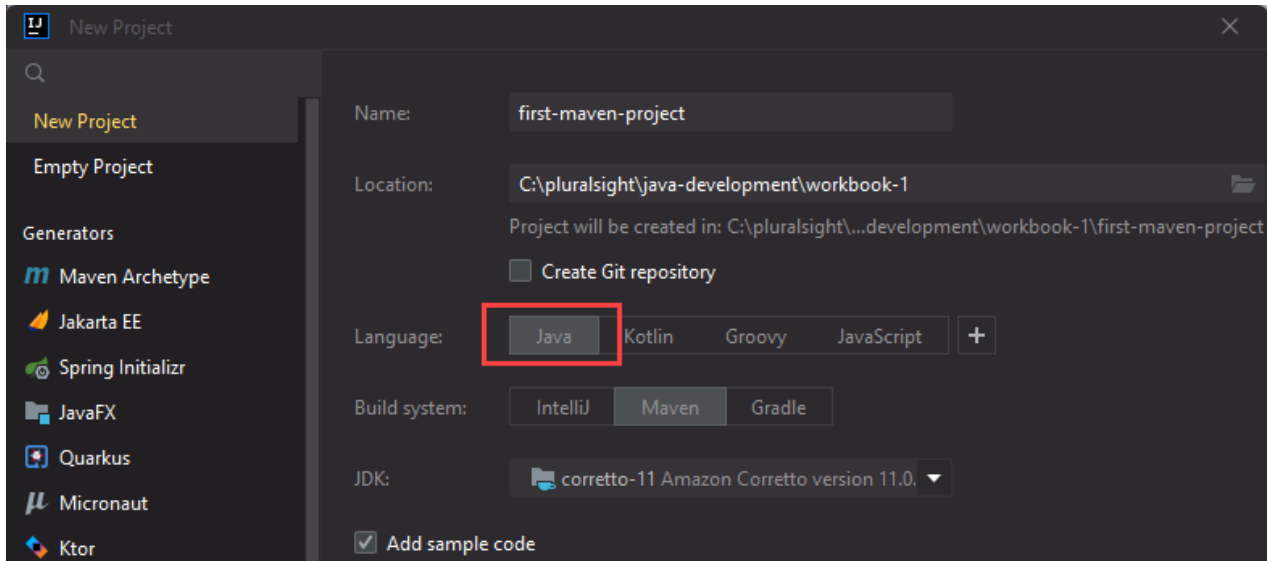 IJ New Project
New Project
Empty Project
Generators
m Maven Archetype
Jakarta EE
Spring Initializr
JavaFX
Quarkus
μ Micronaut
Ktor
Name: first-maven-project
Location: C:\pluralsight\java-development\workbook-1
Project will be created in: C:\pluralsight\...development\workbook-1\first-maven-project
Create Git repository
Language: Java Kotlin Groovy JavaScript +
Build system: IntelliJ Maven Gradle
JDK: corretto-11 Amazon Corretto version 11.0.
Add sample code